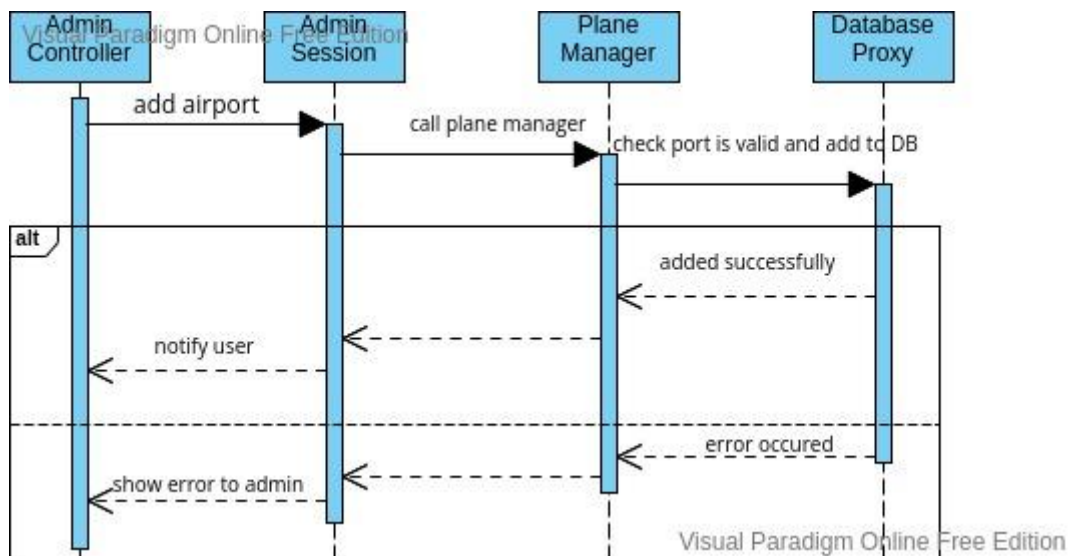 Admin
Controller
Admin
Session
Plane
Manager
Database
Proxy
Visual Paradigm Online Free Edition
add airport
call plane manager
check port is valid and add to DB
alt
added successfully
notify user
error occured
show error to admin
Visual Paradigm Online Free Edition